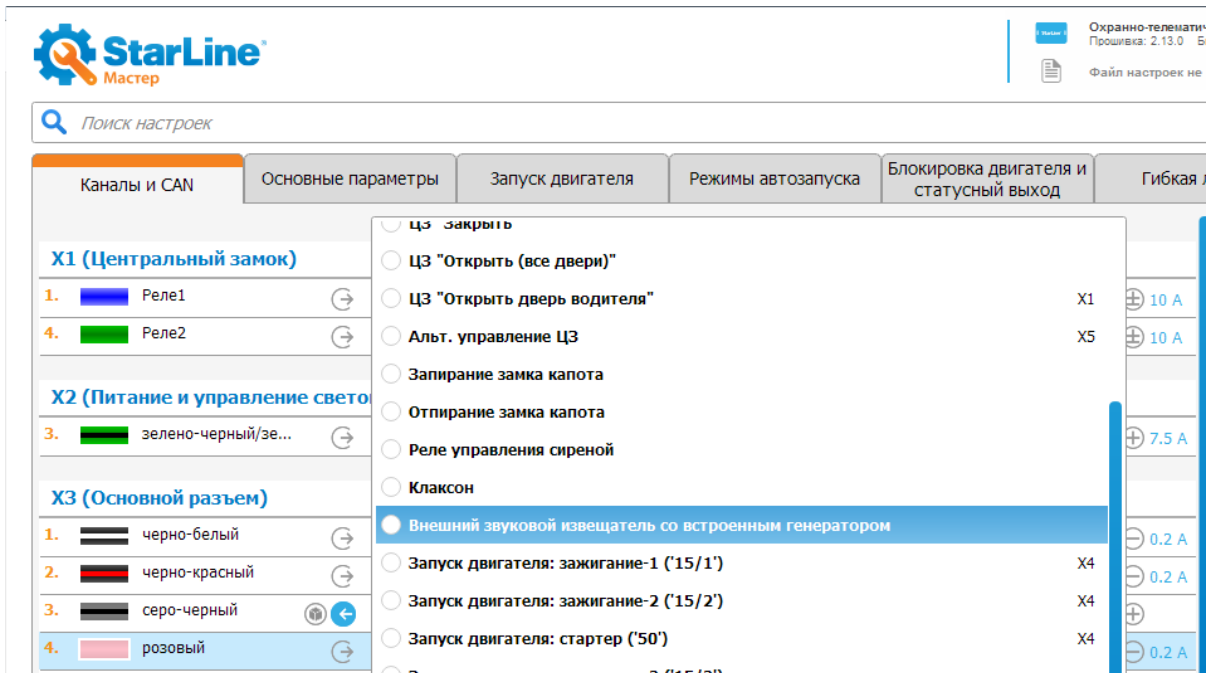 StarLine
Мастер
Охранно-телематич
Прошивка: 2.13.0 Б
Файл настроек не
Поиск настроек
Каналы и CAN
Основные параметры
Запуск двигателя
Режимы автозапуска
Блокировка двигателя и
статусный выход
Гибкая л
ЦЗ "Закрыть
X1 (Центральный замок)
ЦЗ "Открыть (все двери)"
1. Реле1
ЦЗ "Открыть дверь водителя" X1
10 A
4. Реле2
Альт. управление ЦЗ X5
10 A
Запирание замка капота
X2 (Питание и управление свето
Отпирание замка капота
3. зелено-черный/зе...
7.5 A
Реле управления сиреной
X3 (Основной разъем)
Клаксон
Внешний звуковой извещатель со встроенным генератором
1. черно-белый
0.2 A
Запуск двигателя: зажигание-1 ('15/1') X4
2. черно-красный
0.2 A
Запуск двигателя: зажигание-2 ('15/2') X4
3. серо-черный
Запуск двигателя: стартер ('50') X4
4. розовый
0.2 A